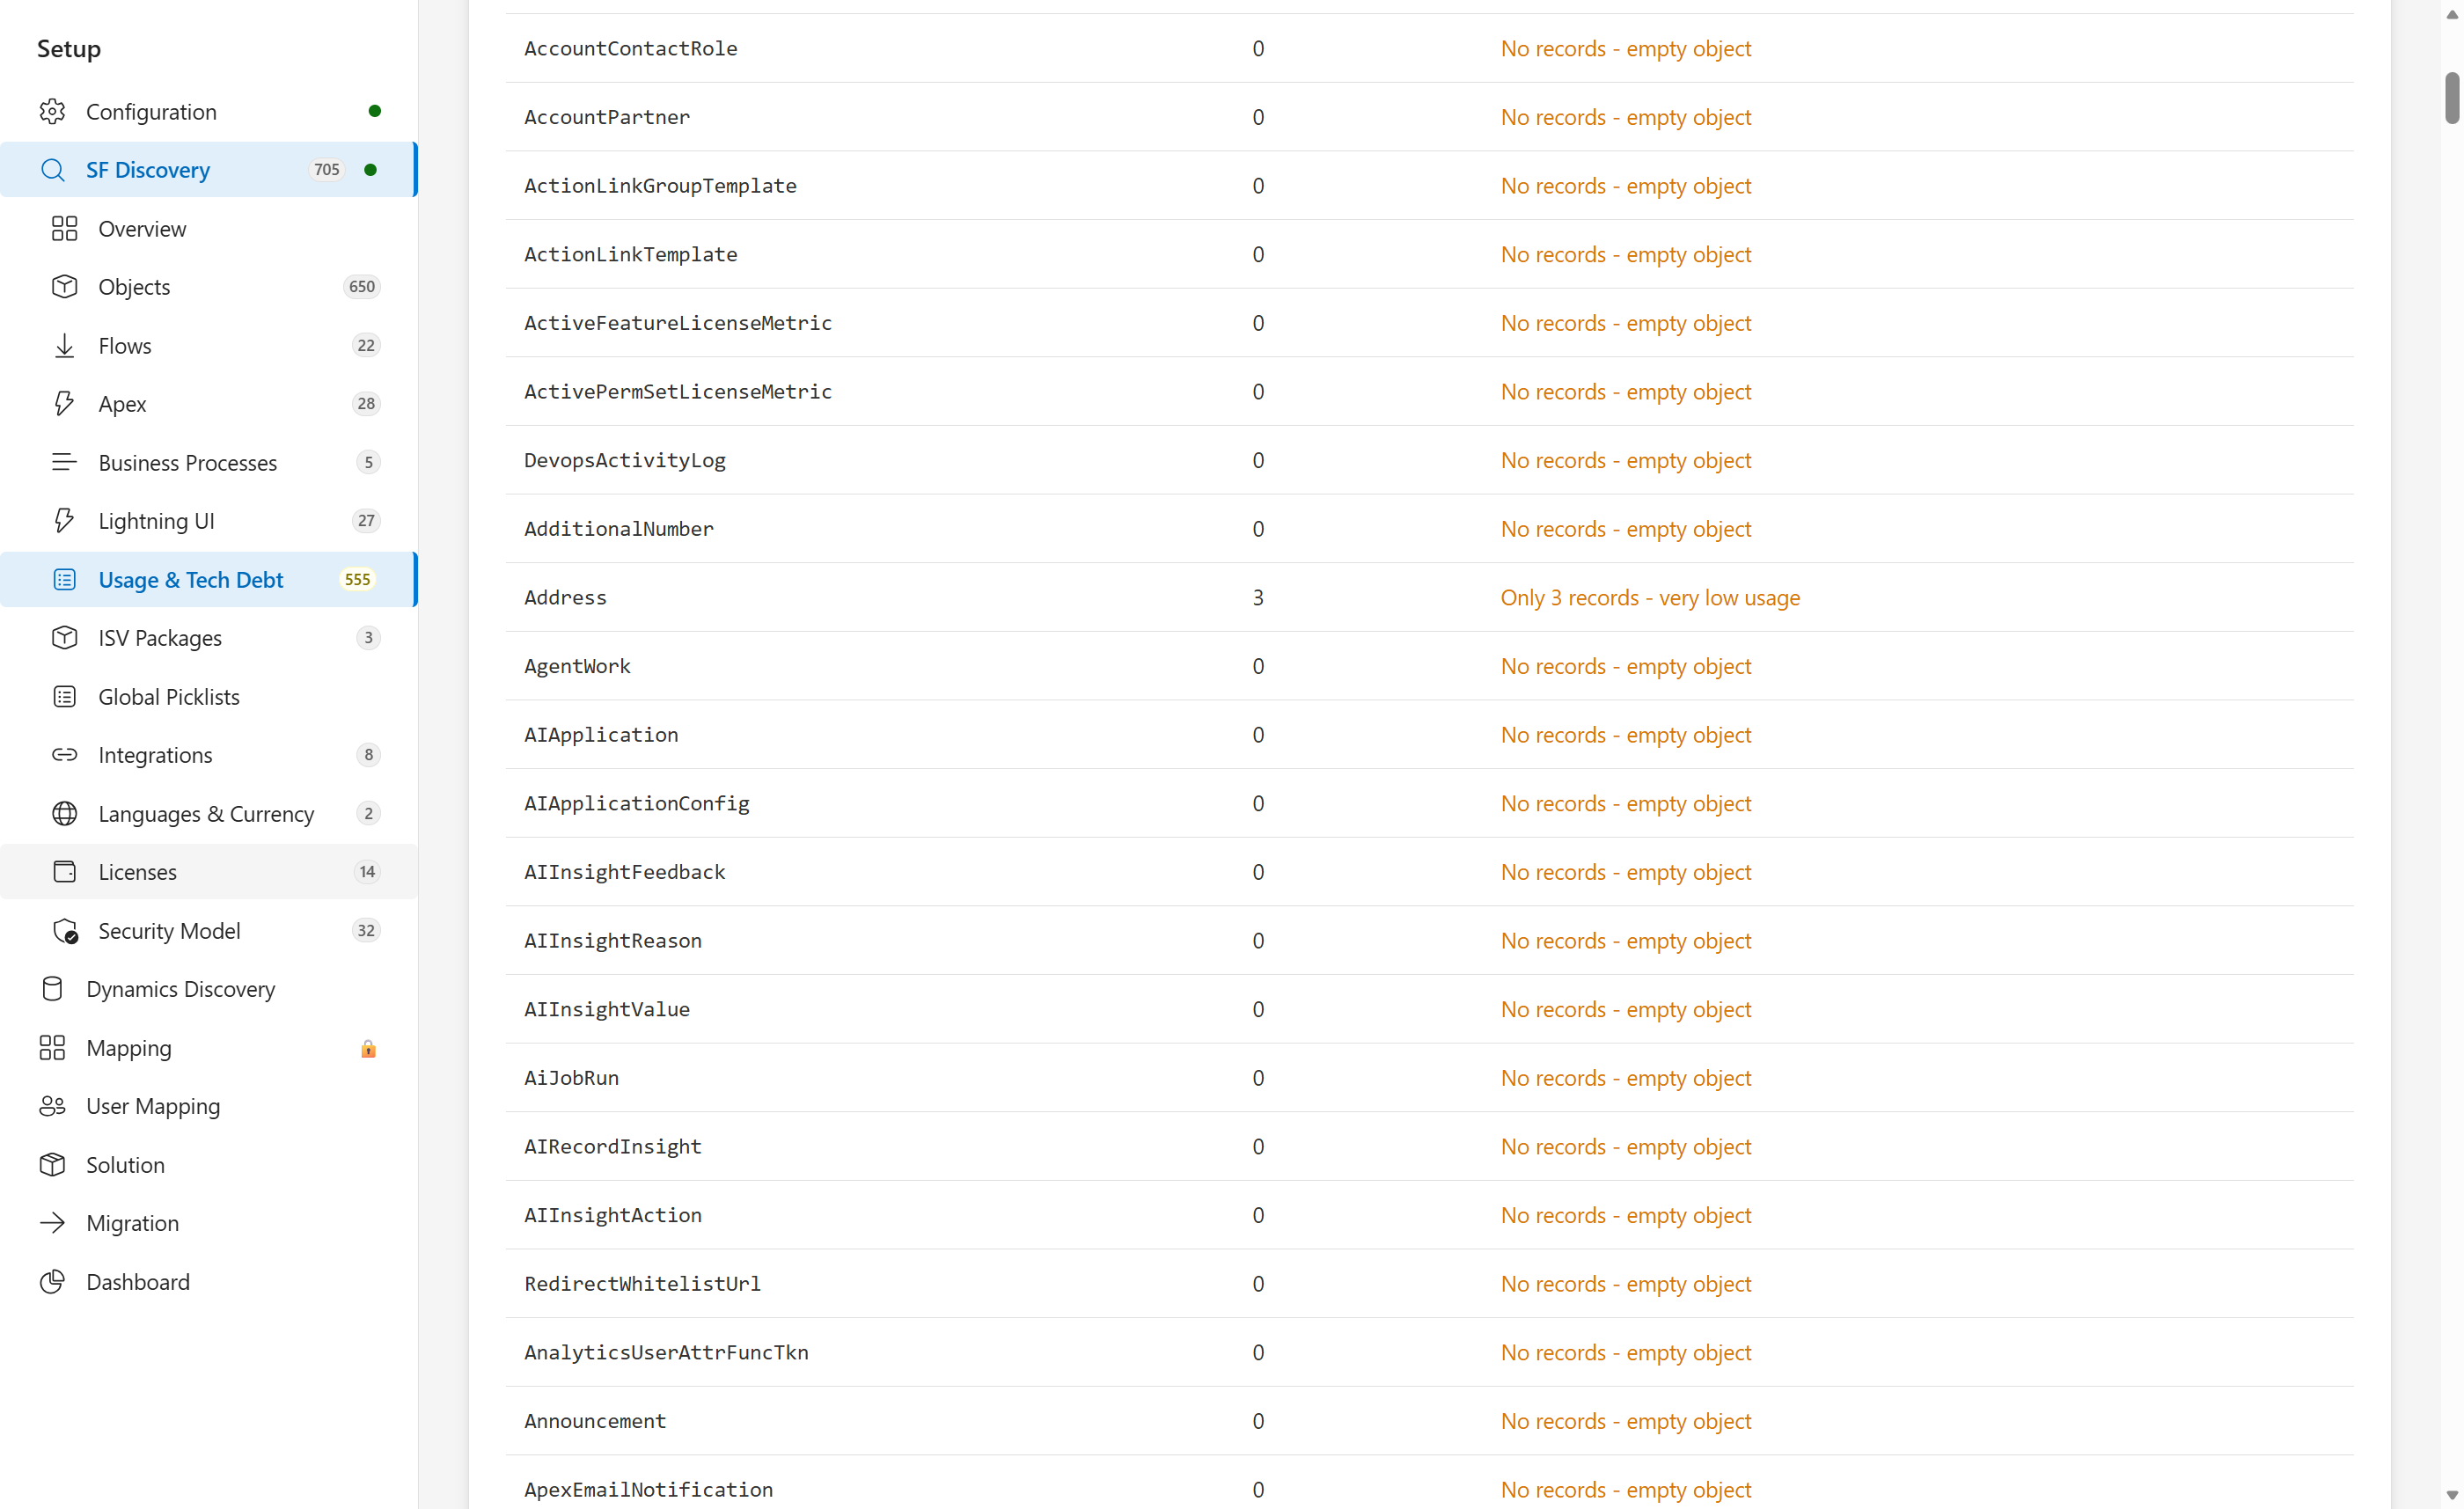 Setup
Configuration
SF Discovery 705
Overview
Objects 650
Flows 22
Apex 28
Business Processes 5
Lightning UI 27
Usage & Tech Debt 555
ISV Packages 3
Global Picklists
Integrations 8
Languages & Currency 2
Licenses 14
Security Model 32
Dynamics Discovery
Mapping
User Mapping
Solution
Migration
Dashboard
AccountContactRole 0 No records - empty object
AccountPartner 0 No records - empty object
ActionLinkGroupTemplate 0 No records - empty object
ActionLinkTemplate 0 No records - empty object
ActiveFeatureLicenseMetric 0 No records - empty object
ActivePermSetLicenseMetric 0 No records - empty object
DevopsActivityLog 0 No records - empty object
AdditionalNumber 0 No records - empty object
Address 3 Only 3 records - very low usage
AgentWork 0 No records - empty object
AIApplication 0 No records - empty object
AIApplicationConfig 0 No records - empty object
AIInsightFeedback 0 No records - empty object
AIInsightReason 0 No records - empty object
AIInsightValue 0 No records - empty object
AiJobRun 0 No records - empty object
AIRecordInsight 0 No records - empty object
AIInsightAction 0 No records - empty object
RedirectWhitelistUrl 0 No records - empty object
AnalyticsUserAttrFuncTkn 0 No records - empty object
Announcement 0 No records - empty object
ApexEmailNotification 0 No records - empty object